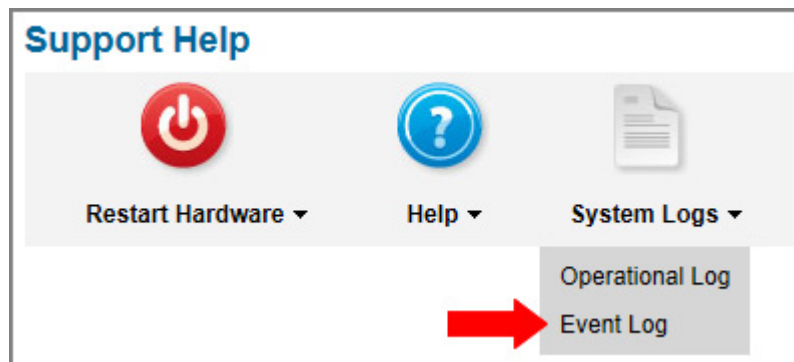 Support Help
Restart Hardware
Help
System Logs
Operational Log
Event Log